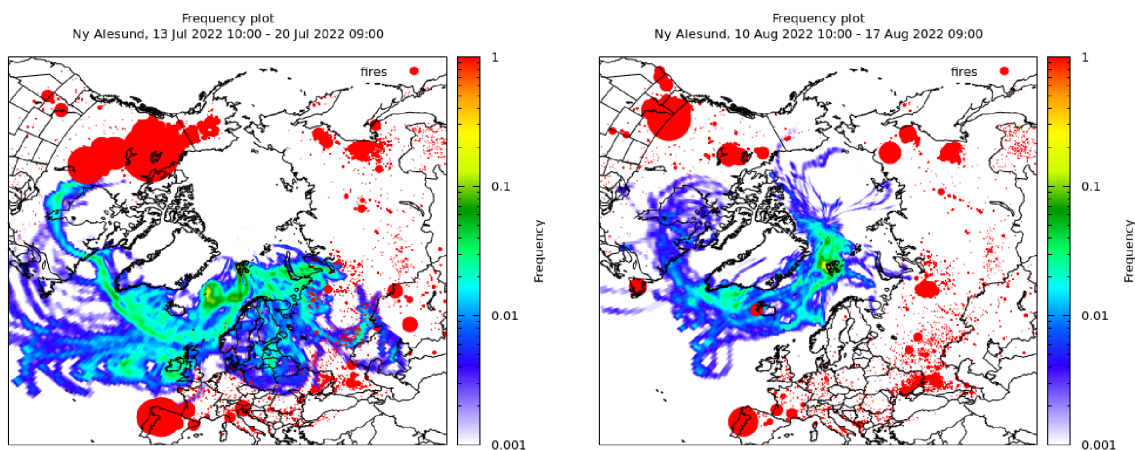 Frequency plot
Ny Alesund, 13 Jul 2022 10:00 - 20 Jul 2022 09:00
fires
1
0.1
0.01
0.001
Frequency
Frequency plot
Ny Alesund, 10 Aug 2022 10:00 - 17 Aug 2022 09:00
fires
1
0.1
0.01
0.001
Frequency